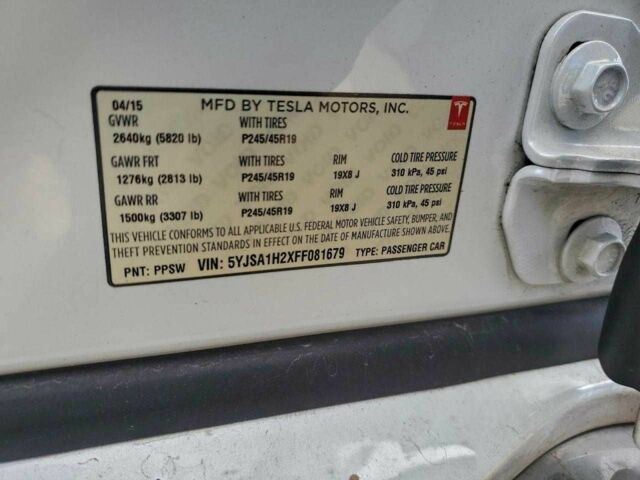 04/15 MFD BY TESLA MOTORS, INC.
TESLA
GVWR WITH TIRES
2640kg (5820 lb) P245/45R19
GAWR FRT WITH TIRES RIM COLD TIRE PRESSURE
1276kg (2813 lb) P245/45R19 19X8 J 310 kPa, 45 psi
GAWR RR WITH TIRES RIM COLD TIRE PRESSURE
1500kg (3307 lb) P245/45R19 19X8 J 310 kPa, 45 psi
THIS VEHICLE CONFORMS TO ALL APPLICABLE U.S. FEDERAL MOTOR VEHICLE SAFETY, BUMPER, AND
THEFT PREVENTION STANDARDS IN EFFECT ON THE DATE OF MANUFACTURE SHOWN ABOVE.
PNT: PPSW VIN: 5YJSA1H2XFF081679 TYPE: PASSENGER CAR